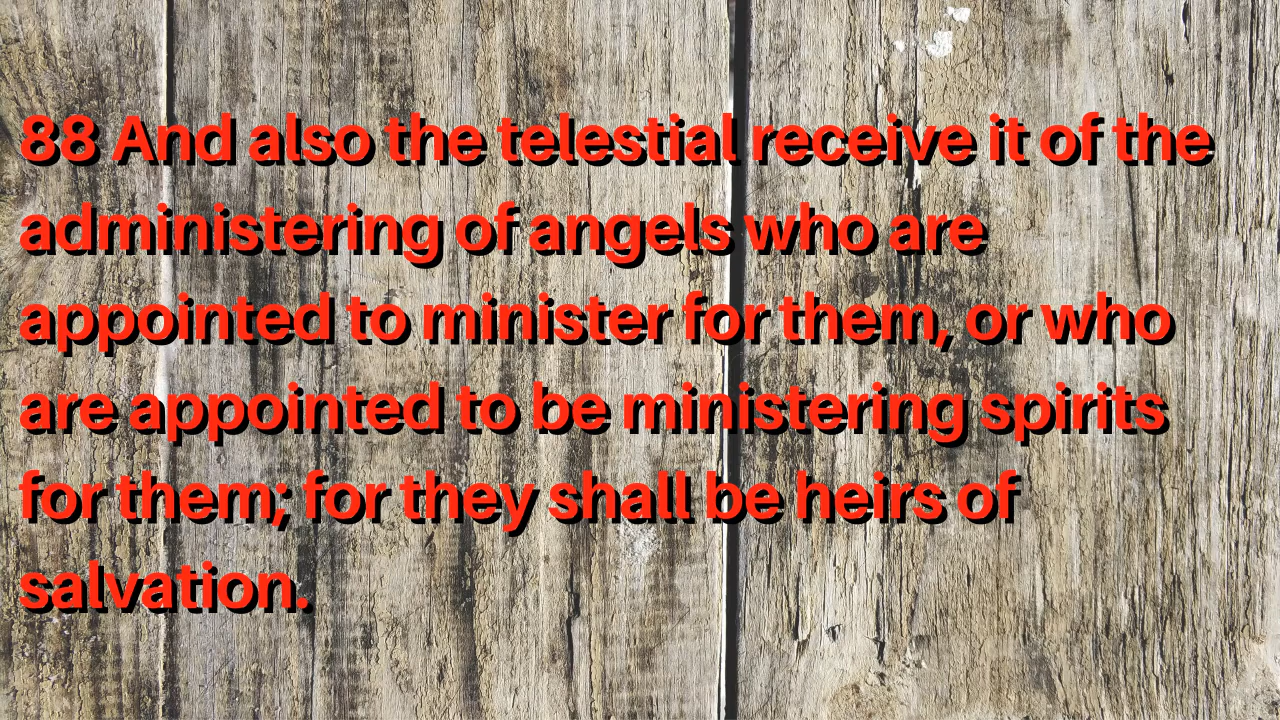 88 And also the telestial receive it of the
administering of angels who are
appointed to minister for them, or who
are appointed to be ministering spirits
for them; for they shall be heirs of
salvation.